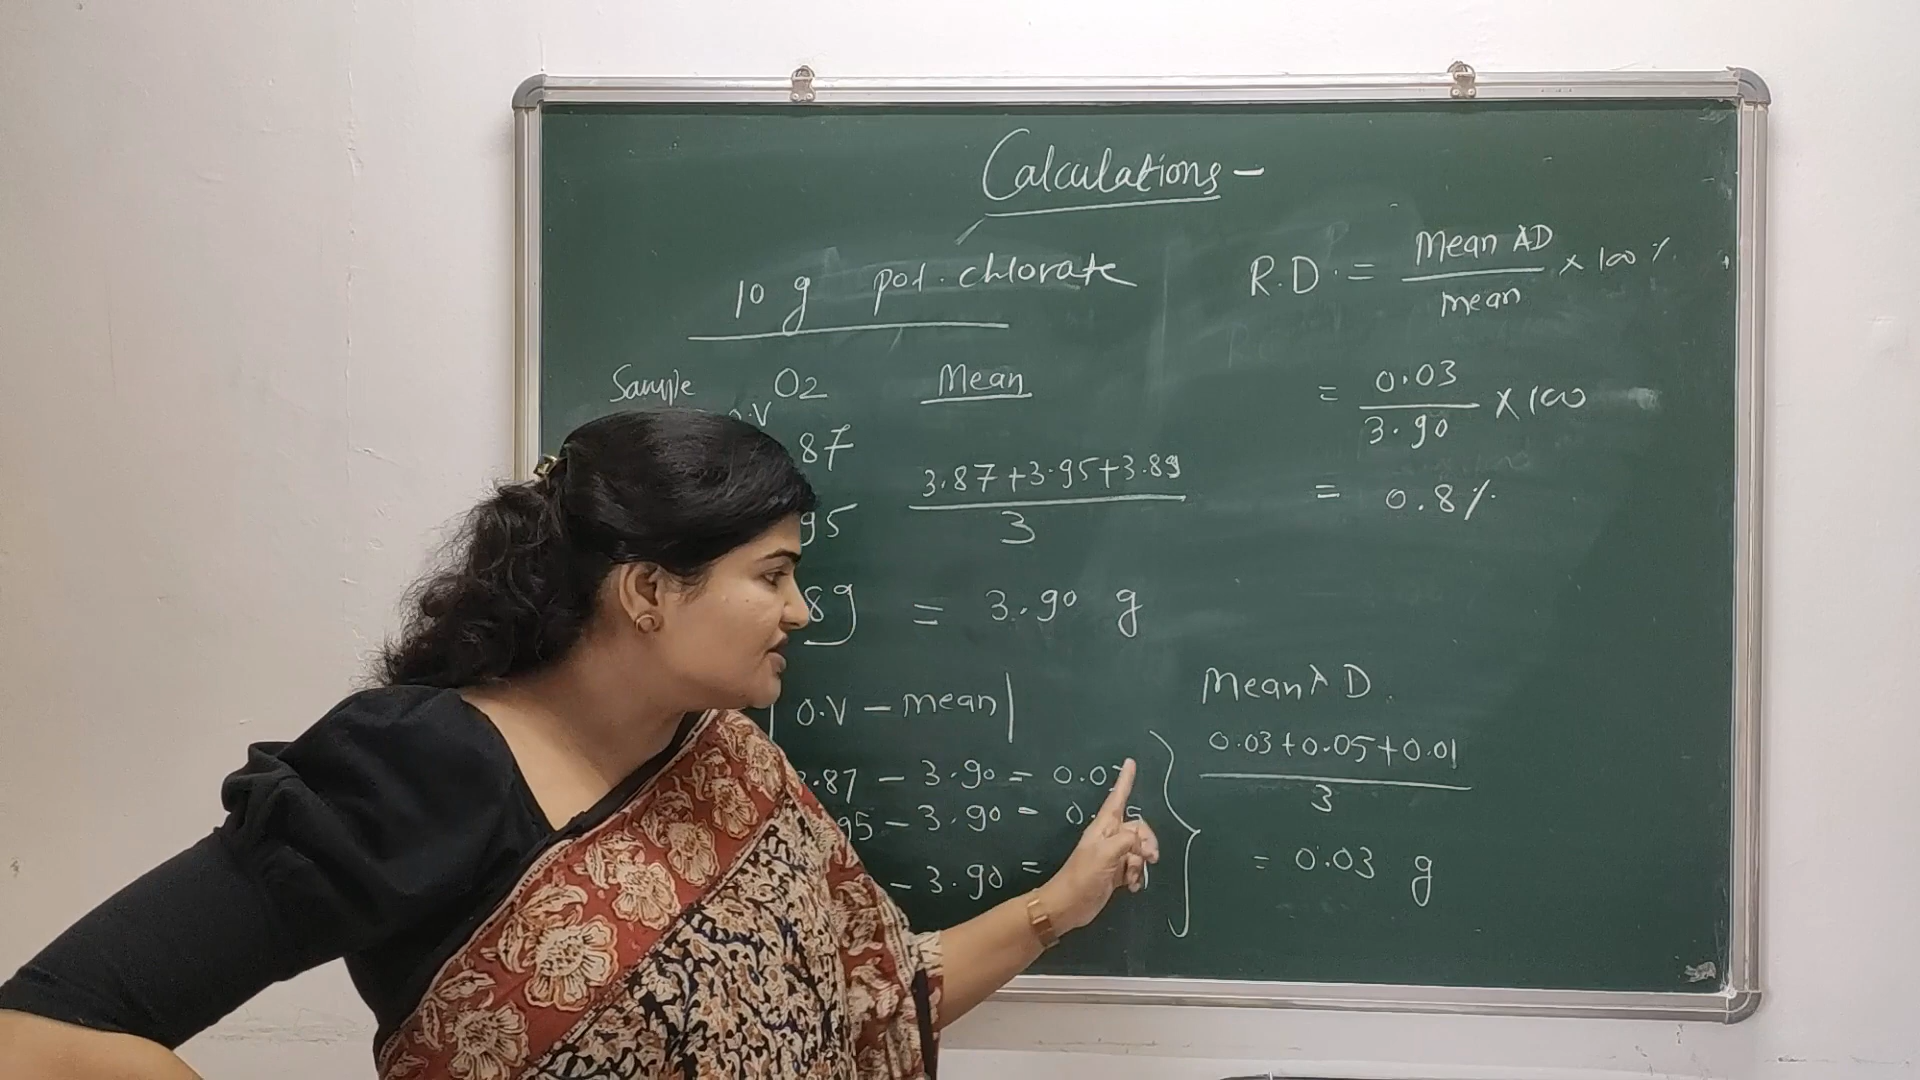 Calculations –
10 g pot. chlorate
Sample O2 Mean
O.V
87
95
89
3.87+3.95+3.89
3
= 3.90 g
|O.V – mean|
.87 – 3.90 = 0.0
95 – 3.90 = 0.
– 3.90 =
R.D. = Mean AD
mean
× 100 %
= 0.03
3.90
× 100
= 0.8%
Mean A D.
0.03+0.05+0.01
3
= 0.03 g